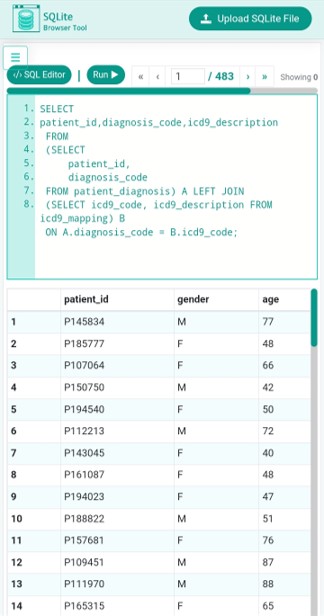 SQLite
Browser Tool
Upload SQLite File
</> SQL Editor | Run ▶ « ‹ 1 / 483 › » Showing 0
1. SELECT
2. patient_id,diagnosis_code,icd9_description
3. FROM
4. (SELECT
5. patient_id,
6. diagnosis_code
7. FROM patient_diagnosis) A LEFT JOIN
8. (SELECT icd9_code, icd9_description FROM
icd9_mapping) B
ON A.diagnosis_code = B.icd9_code;
patient_id gender age
1 P145834 M 77
2 P185777 F 48
3 P107064 F 66
4 P150750 M 42
5 P194540 F 50
6 P112213 M 72
7 P143045 F 40
8 P161087 F 48
9 P194023 F 47
10 P188822 M 51
11 P157681 F 76
12 P109451 M 87
13 P111970 M 88
14 P165315 F 65